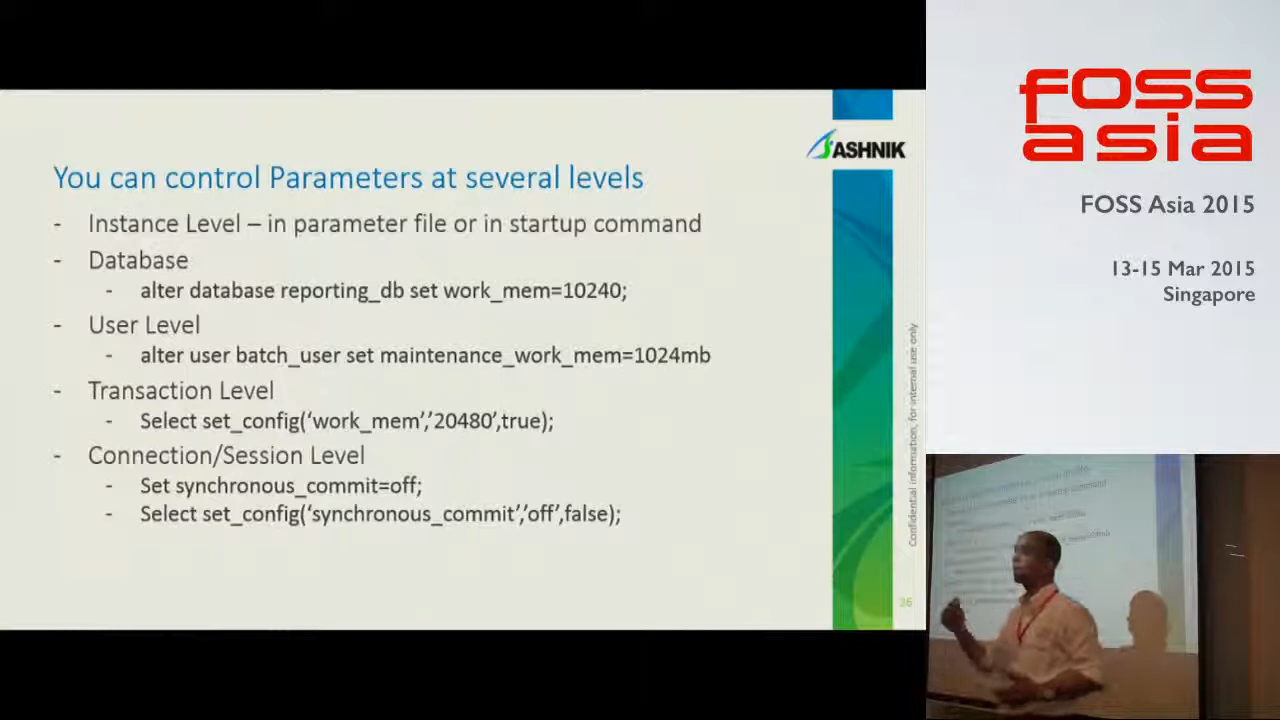 You can control Parameters at several levels
- Instance Level – in parameter file or in startup command
- Database
- alter database reporting_db set work_mem=10240;
- User Level
- alter user batch_user set maintenance_work_mem=1024mb
- Transaction Level
- Select set_config(‘work_mem’,’20480’,true);
- Connection/Session Level
- Set synchronous_commit=off;
- Select set_config(‘synchronous_commit’,’off’,false);
ASHNIK
Confidential information, for internal use only
26
FOSS
asia
FOSS Asia 2015
13-15 Mar 2015
Singapore